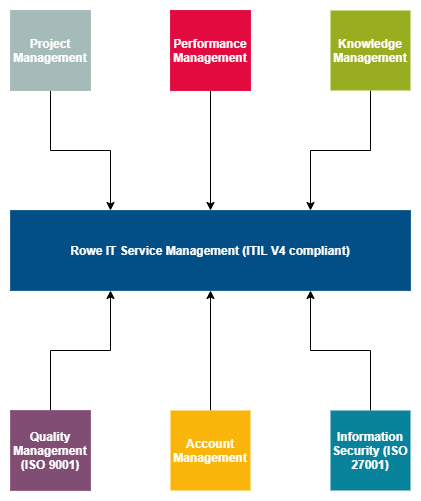 Project
Management
Performance
Management
Knowledge
Management
Rowe IT Service Management (ITIL V4 compliant)
Quality
Management
(ISO 9001)
Account
Management
Information
Security (ISO
27001)